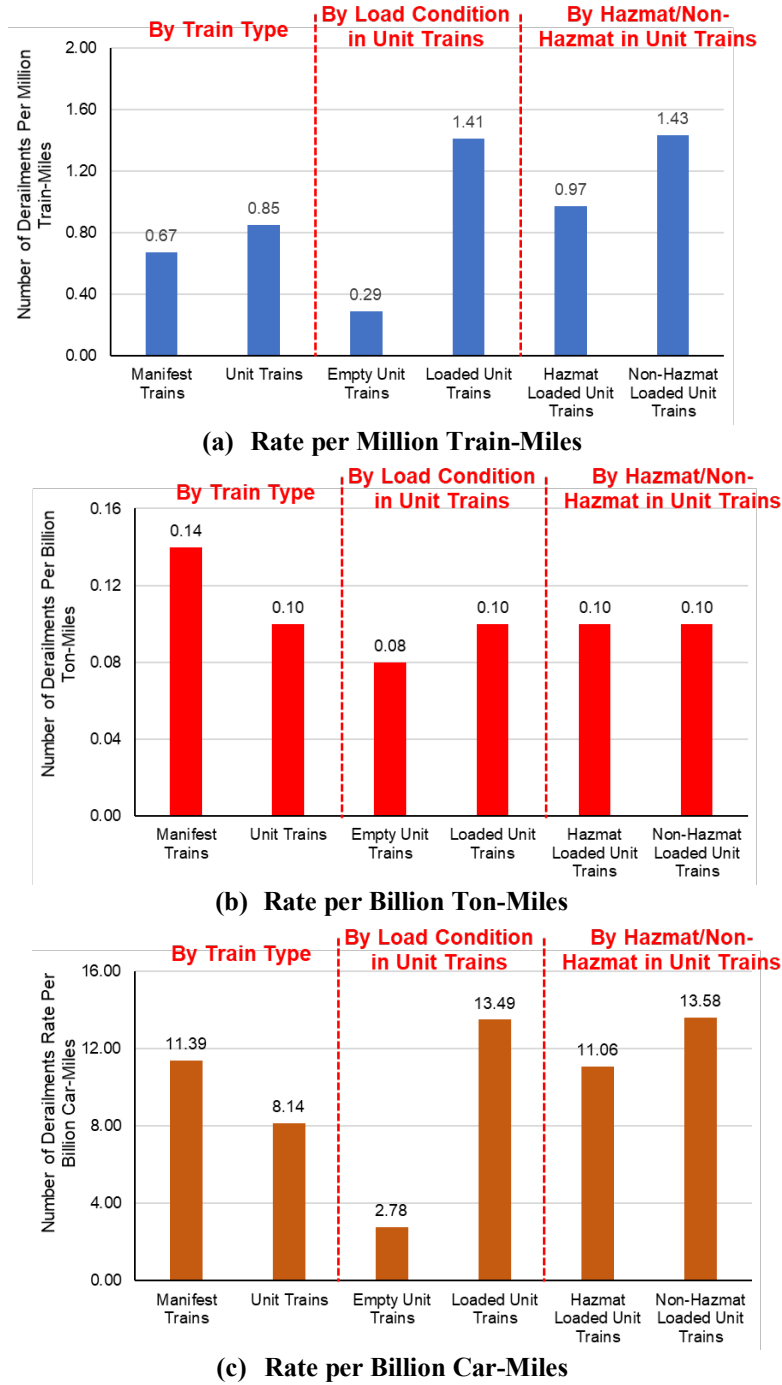 By Train Type
By Load Condition
in Unit Trains
By Hazmat/Non-
Hazmat in Unit Trains
Number of Derailments Per Million
Train-Miles
2.00
1.60
1.20
0.80
0.40
0.00
0.67
0.85
0.29
1.41
0.97
1.43
Manifest
Trains
Unit Trains
Empty Unit
Trains
Loaded Unit
Trains
Hazmat
Loaded Unit
Trains
Non-Hazmat
Loaded Unit
Trains
(a) Rate per Million Train-Miles
By Train Type
By Load Condition
in Unit Trains
By Hazmat/Non-
Hazmat in Unit Trains
Number of Derailments Per Billion
Ton-Miles
0.16
0.12
0.08
0.04
0.00
0.14
0.10
0.08
0.10
0.10
0.10
Manifest
Trains
Unit Trains
Empty Unit
Trains
Loaded Unit
Trains
Hazmat
Loaded Unit
Trains
Non-Hazmat
Loaded Unit
Trains
(b) Rate per Billion Ton-Miles
By Train Type
By Load Condition
in Unit Trains
By Hazmat/Non-
Hazmat in Unit Trains
Number of Derailments Rate Per
Billion Car-Miles
16.00
12.00
8.00
4.00
0.00
11.39
8.14
2.78
13.49
11.06
13.58
Manifest
Trains
Unit Trains
Empty Unit
Trains
Loaded Unit
Trains
Hazmat
Loaded Unit
Trains
Non-Hazmat
Loaded Unit
Trains
(c) Rate per Billion Car-Miles